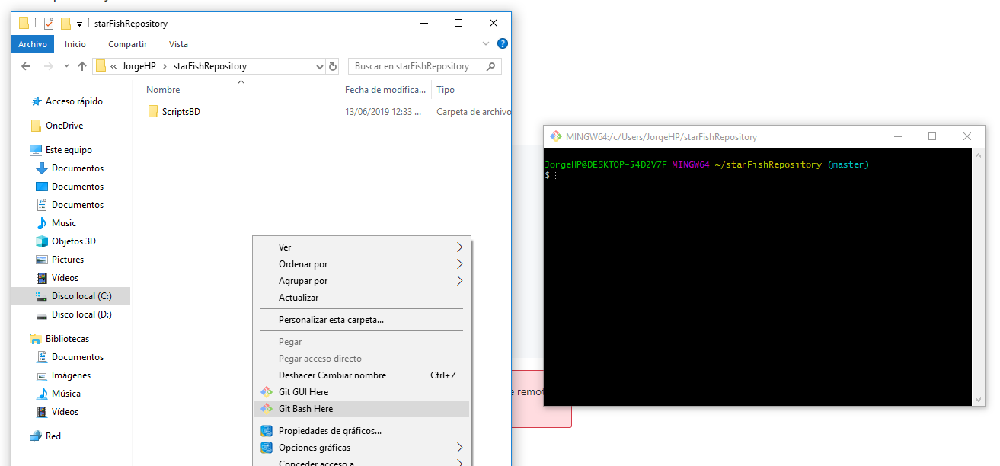 starFishRepository
Archivo Inicio Compartir Vista
« JorgeHP › starFishRepository Buscar en starFishRepository
Nombre Fecha de modifica... Tipo
ScriptsBD 13/06/2019 12:33 ... Carpeta de archivo
Acceso rápido
OneDrive
Este equipo
Documentos
Documentos
Documentos
Music
Objetos 3D
Pictures
Vídeos
Disco local (C:)
Disco local (D:)
Bibliotecas
Documentos
Imágenes
Música
Vídeos
Red
Ver
Ordenar por
Agrupar por
Actualizar
Personalizar esta carpeta...
Pegar
Pegar acceso directo
Deshacer Cambiar nombre Ctrl+Z
Git GUI Here
Git Bash Here
Propiedades de gráficos...
Opciones gráficas
Conceder acceso a
MINGW64:/c/Users/JorgeHP/starFishRepository
JorgeHP@DESKTOP-54D2V7F MINGW64 ~/starFishRepository (master)
$